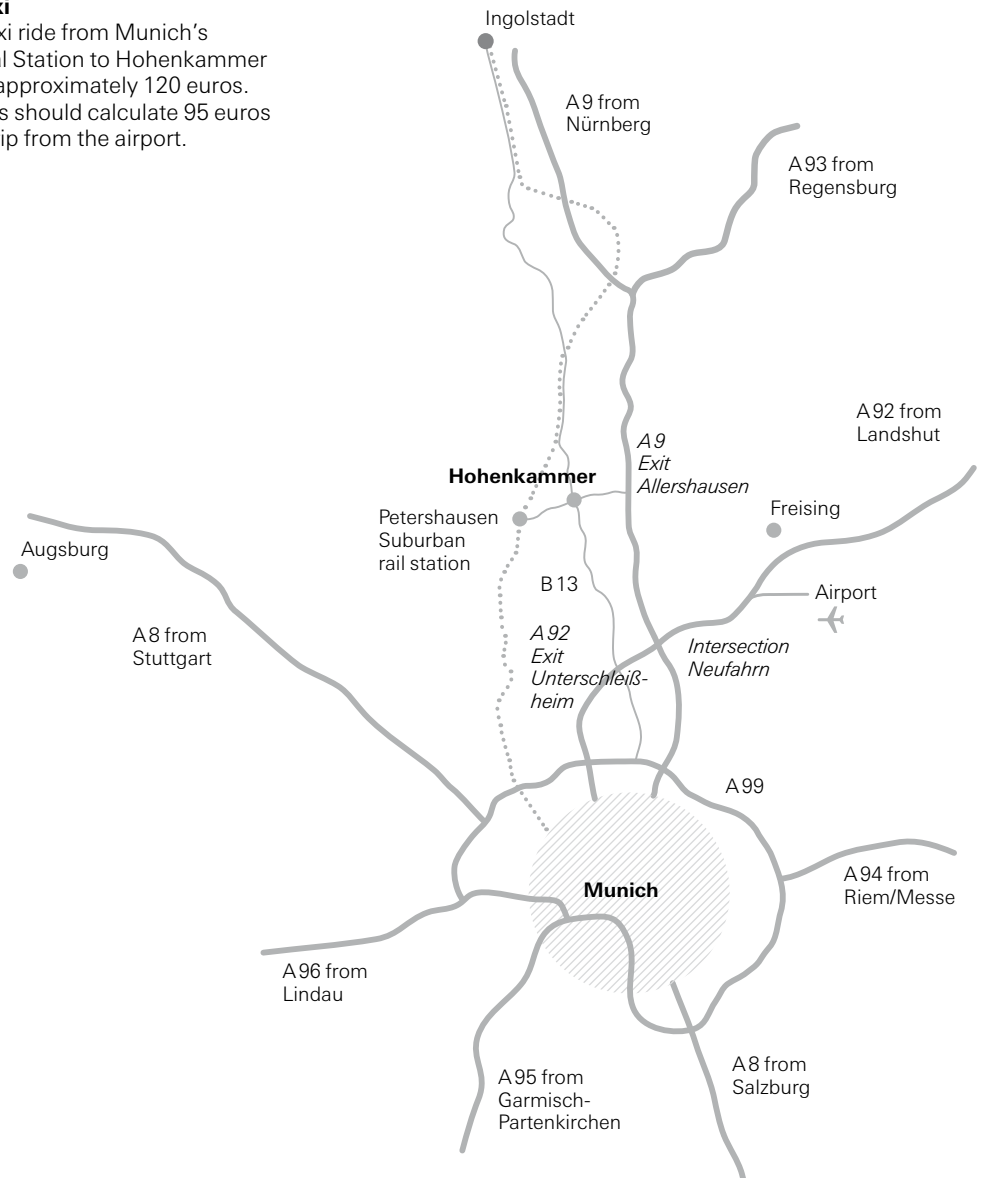 xi
xi ride from Munich’s
al Station to Hohenkammer
approximately 120 euros.
s should calculate 95 euros
ip from the airport.
Ingolstadt
A 9 from
Nürnberg
A 93 from
Regensburg
A 92 from
Landshut
A 9
Exit
Allershausen
Hohenkammer
Freising
Petershausen
Suburban
rail station
Augsburg
B 13
Airport
A 8 from
Stuttgart
A 92
Exit
Unterschleiß-
heim
Intersection
Neufahrn
A 99
A 94 from
Riem/Messe
Munich
A 96 from
Lindau
A 95 from
Garmisch-
Partenkirchen
A 8 from
Salzburg